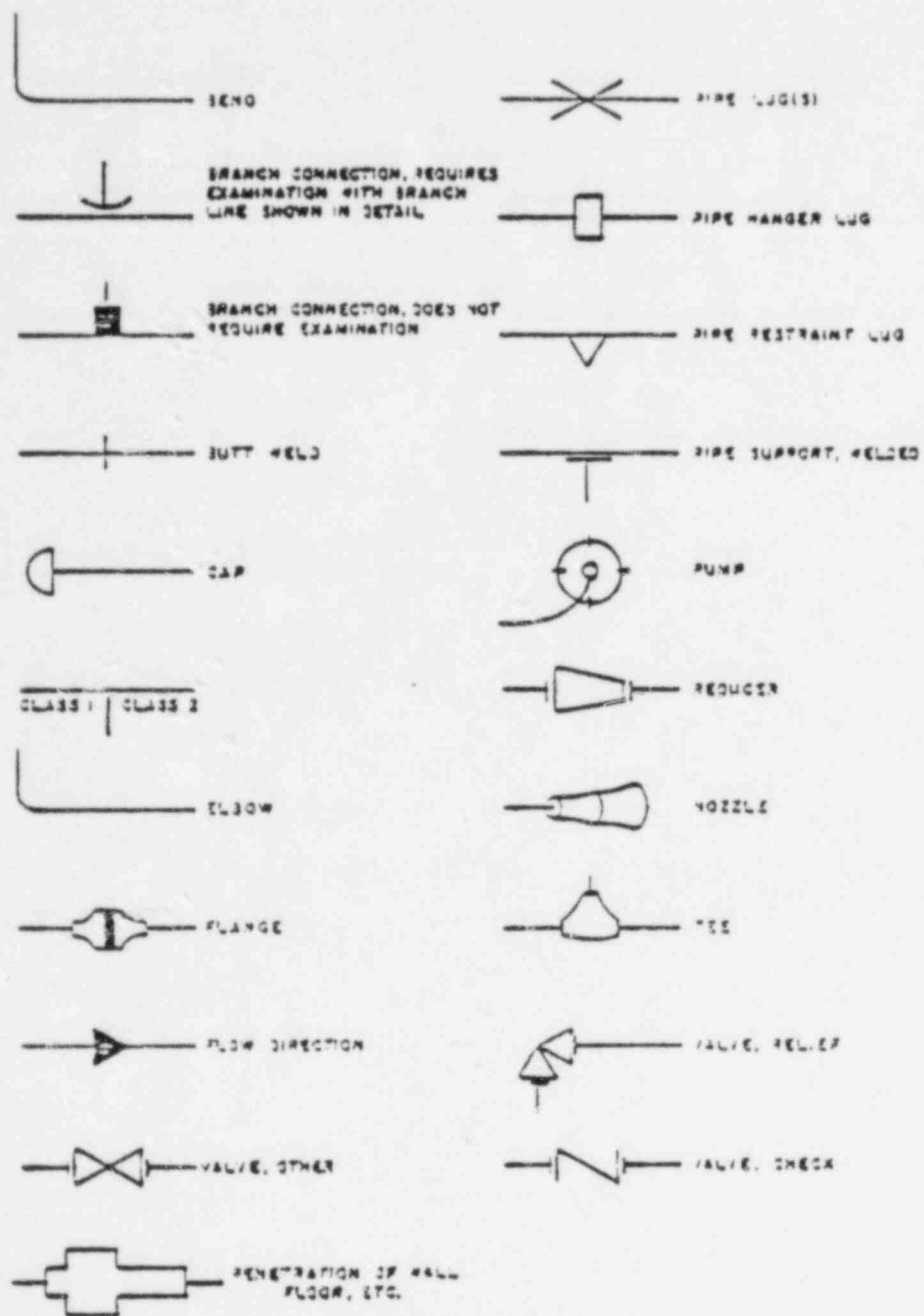 BEND
BRANCH CONNECTION, REQUIRES
EXAMINATION WITH BRANCH
LINE SHOWN IN DETAIL
BRANCH CONNECTION, DOES NOT
REQUIRE EXAMINATION
BUTT WELD
CAP
CLASS 1 CLASS 2
ELBOW
FLANGE
FLOW DIRECTION
VALVE, OTHER
PENETRATION OF WALL
FLOOR, ETC.
PIPE LUG(S)
PIPE HANGER LUG
PIPE RESTRAINT LUG
PIPE SUPPORT, WELDED
PUMP
REDUCER
NOZZLE
TEE
VALVE, RELIEF
VALVE, CHECK